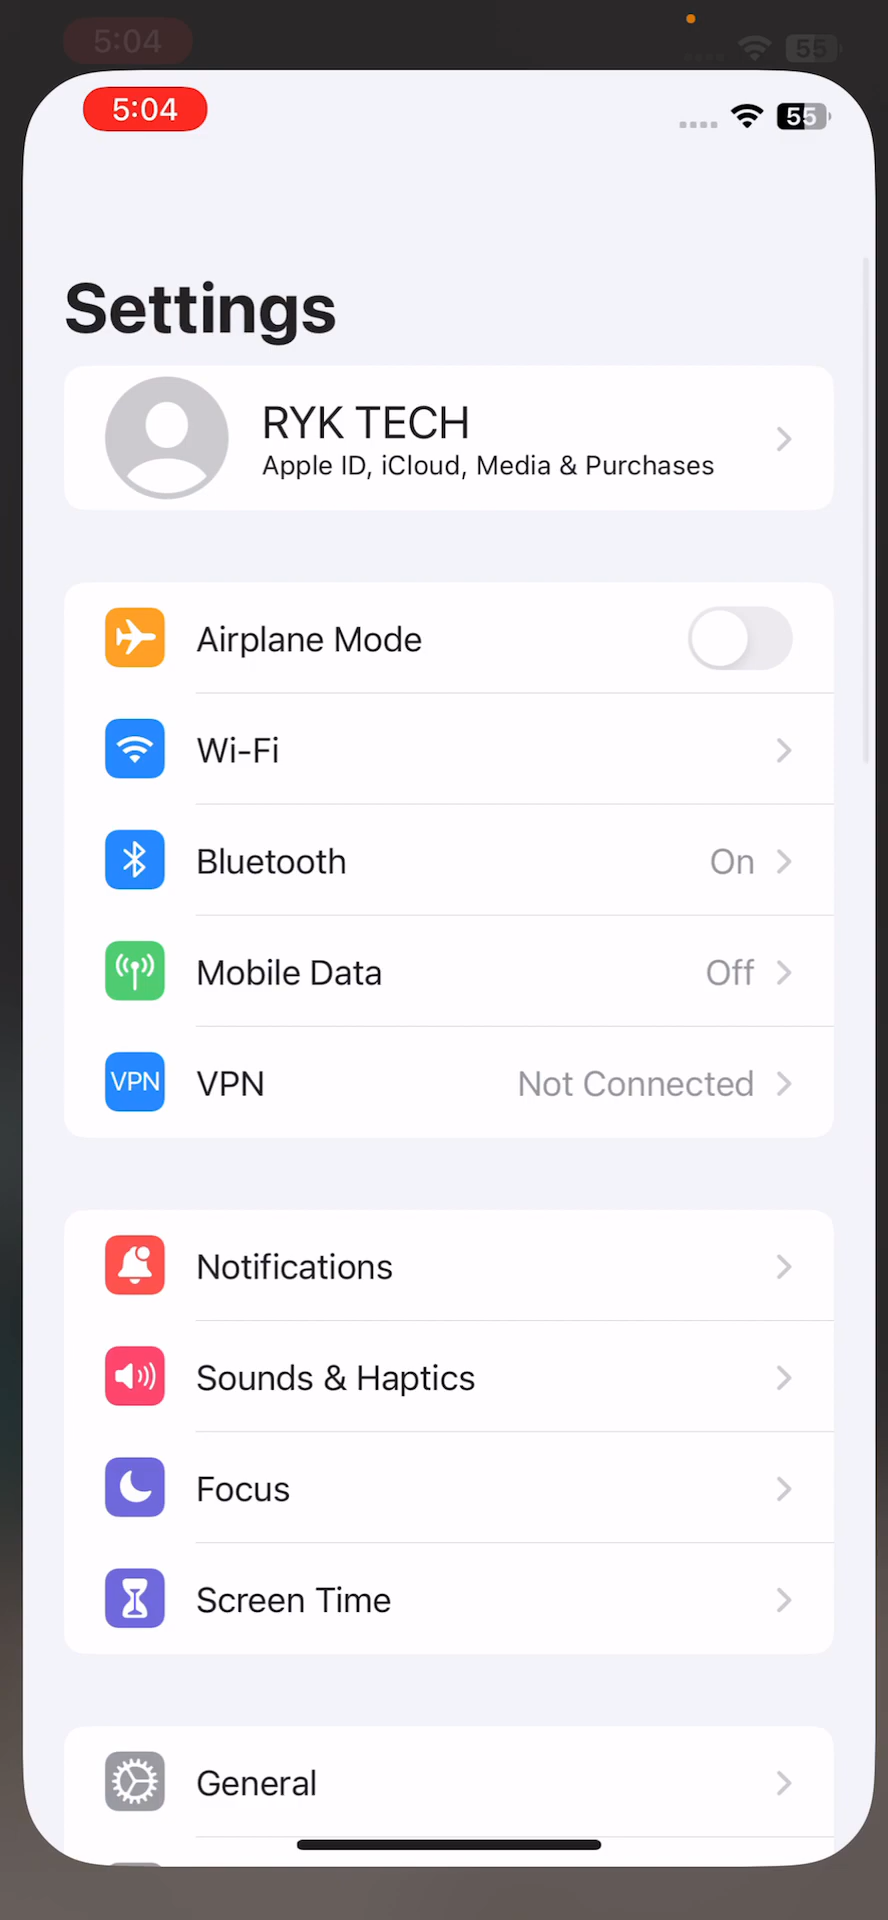 5:04
55
5:04
55
Settings
RYK TECH
Apple ID, iCloud, Media & Purchases
Airplane Mode
Wi-Fi
Bluetooth On
Mobile Data Off
VPN VPN Not Connected
Notifications
Sounds & Haptics
Focus
Screen Time
General